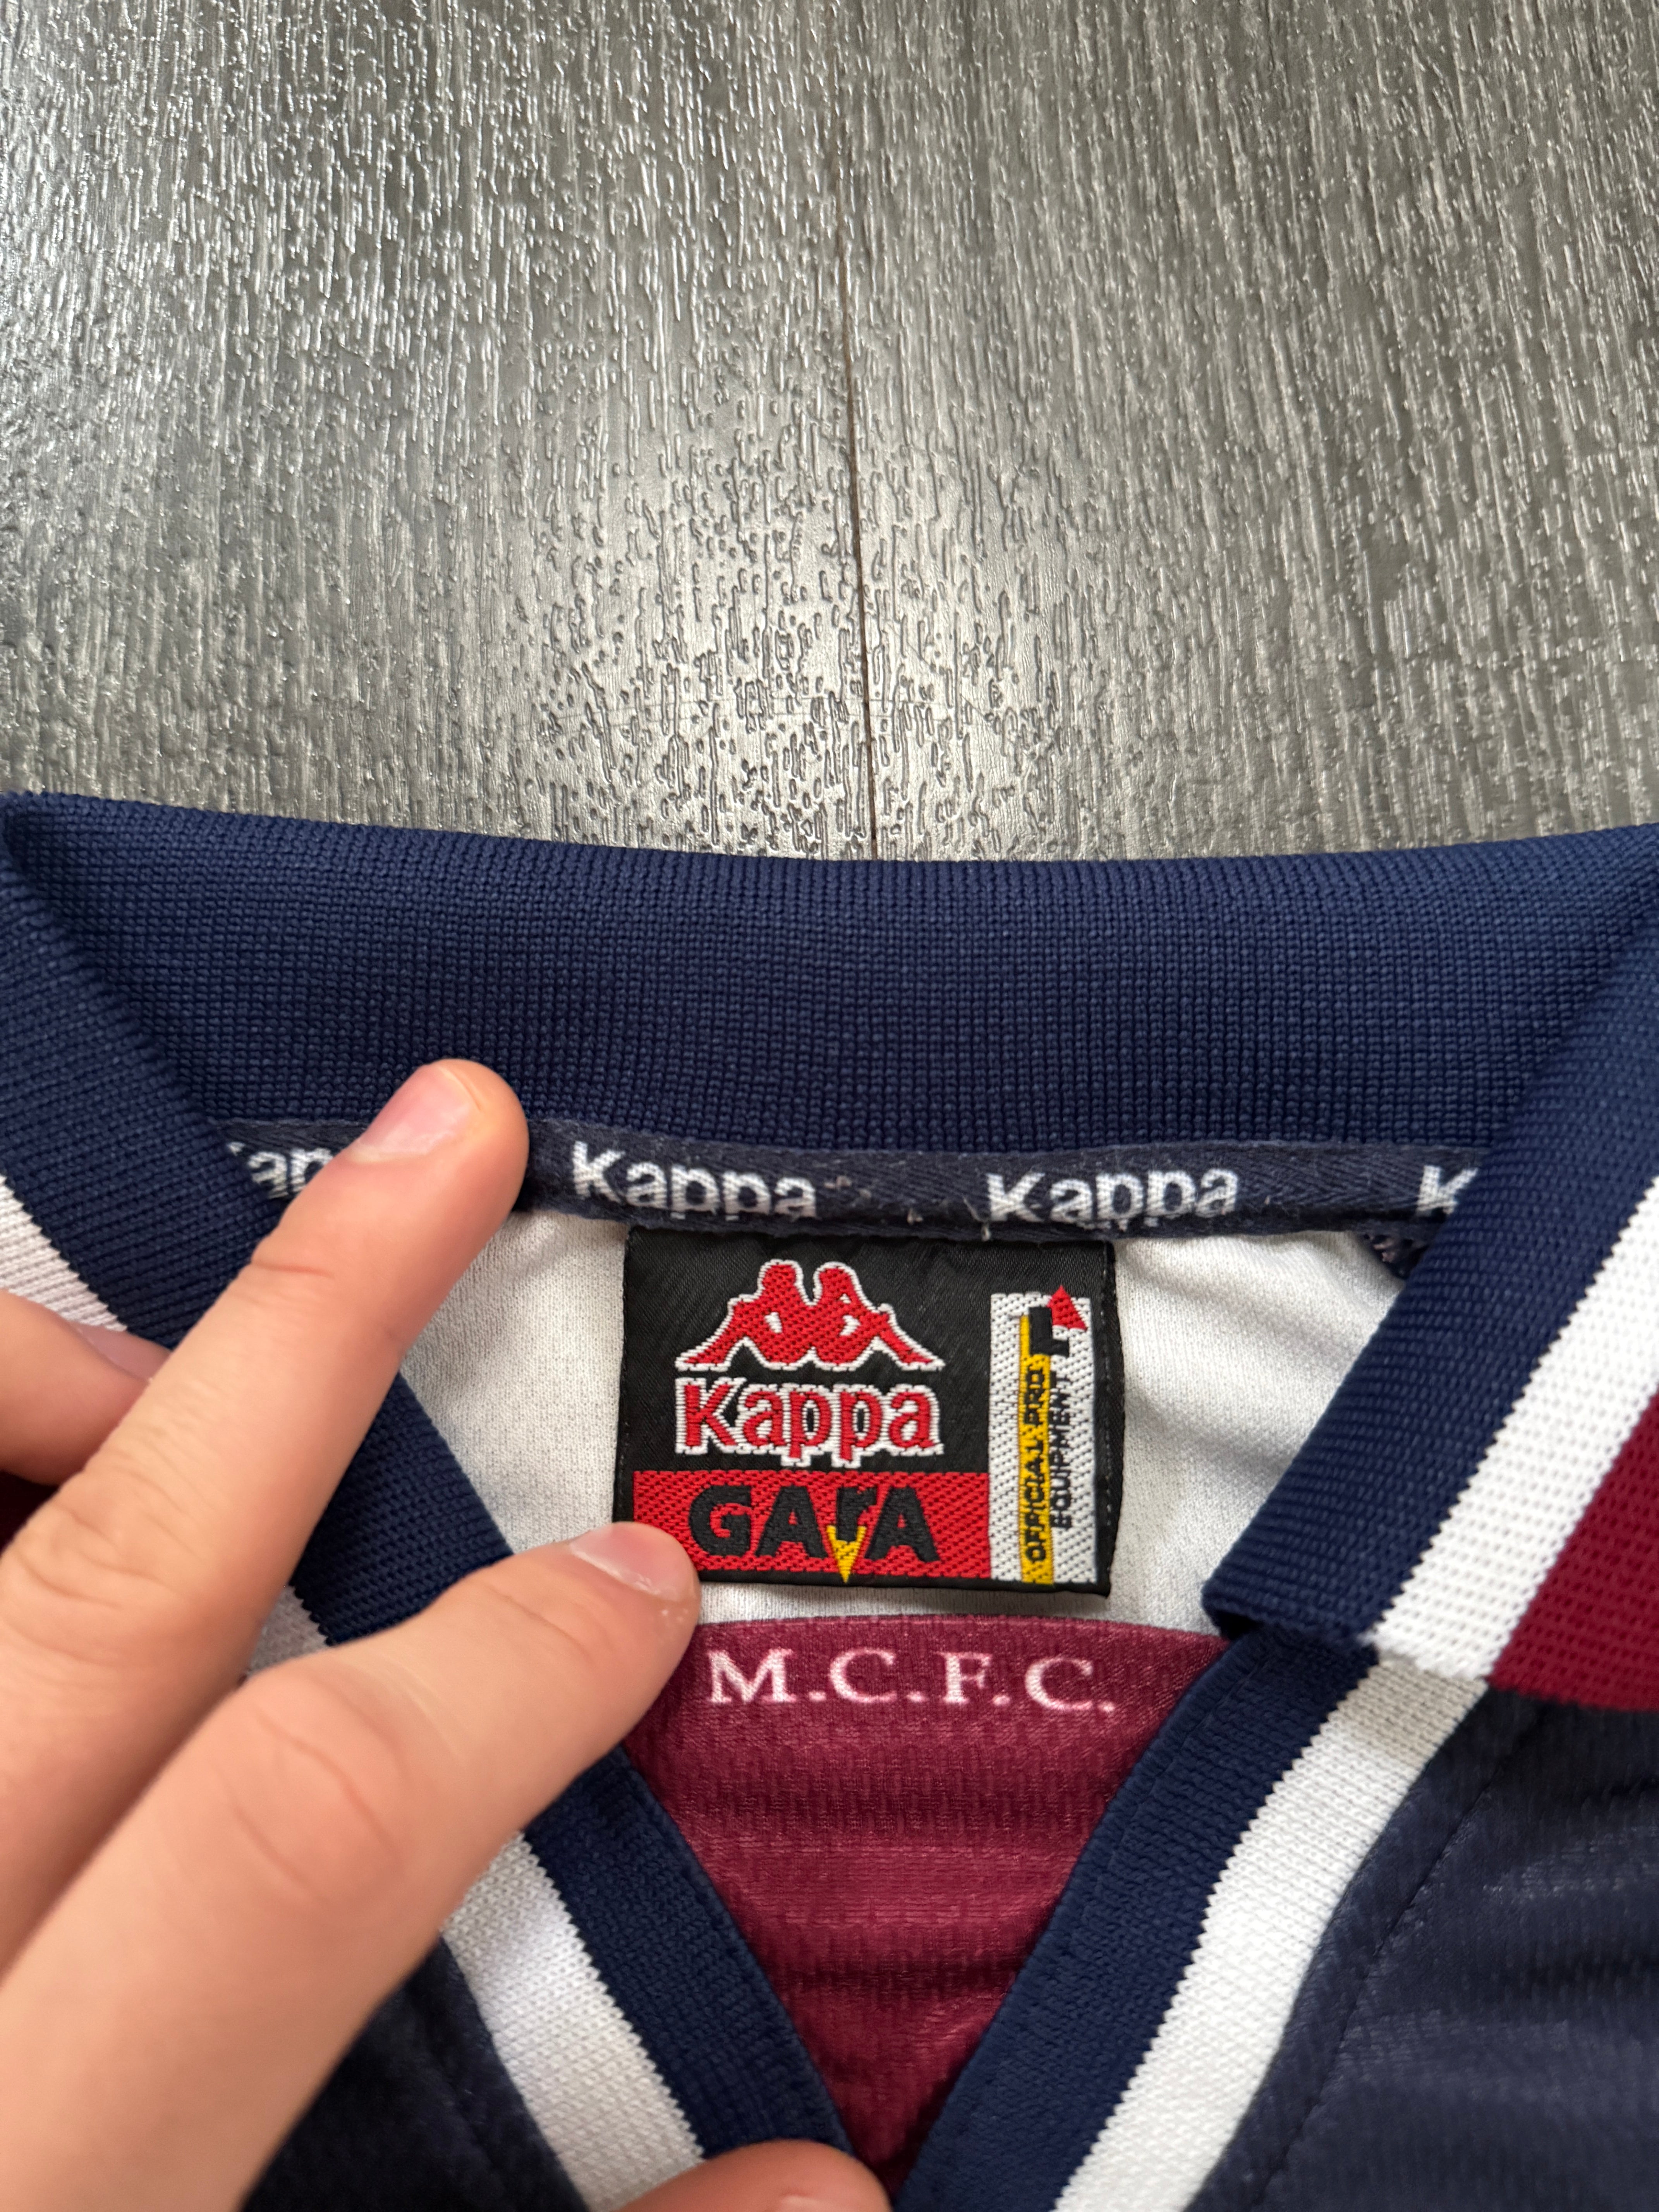 Kappa Kappa
Kappa
GArA
OFFICIAL PRO
EQUIPMENT
M.C.F.C.